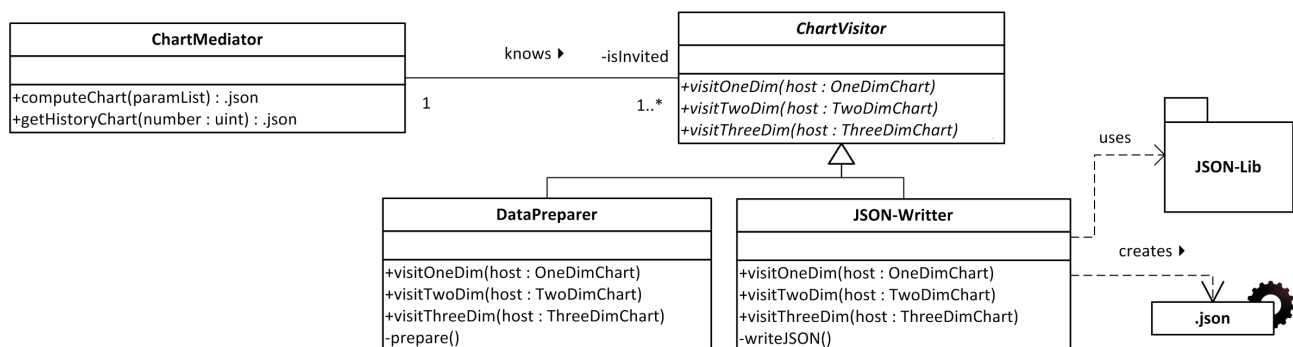 ChartMediator
+computeChart(paramList) : .json
+getHistoryChart(number : uint) : .json
knows
-isInvited
1
1..*
ChartVisitor
+visitOneDim(host : OneDimChart)
+visitTwoDim(host : TwoDimChart)
+visitThreeDim(host : ThreeDimChart)
uses
JSON-Lib
DataPreparer
+visitOneDim(host : OneDimChart)
+visitTwoDim(host : TwoDimChart)
+visitThreeDim(host : ThreeDimChart)
-prepare()
JSON-Writter
+visitOneDim(host : OneDimChart)
+visitTwoDim(host : TwoDimChart)
+visitThreeDim(host : ThreeDimChart)
-writeJSON()
creates
.json